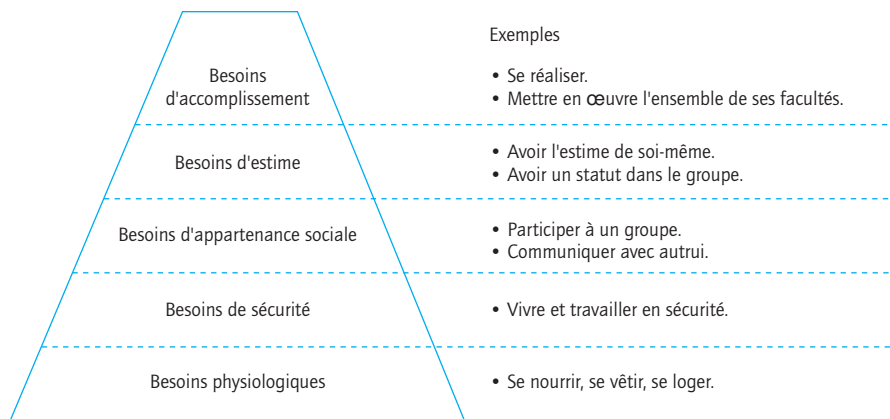 Exemples
Besoins
d'accomplissement
• Se réaliser.
• Mettre en œuvre l'ensemble de ses facultés.
Besoins d'estime
• Avoir l'estime de soi-même.
• Avoir un statut dans le groupe.
Besoins d'appartenance sociale
• Participer à un groupe.
• Communiquer avec autrui.
Besoins de sécurité
• Vivre et travailler en sécurité.
Besoins physiologiques
• Se nourrir, se vêtir, se loger.